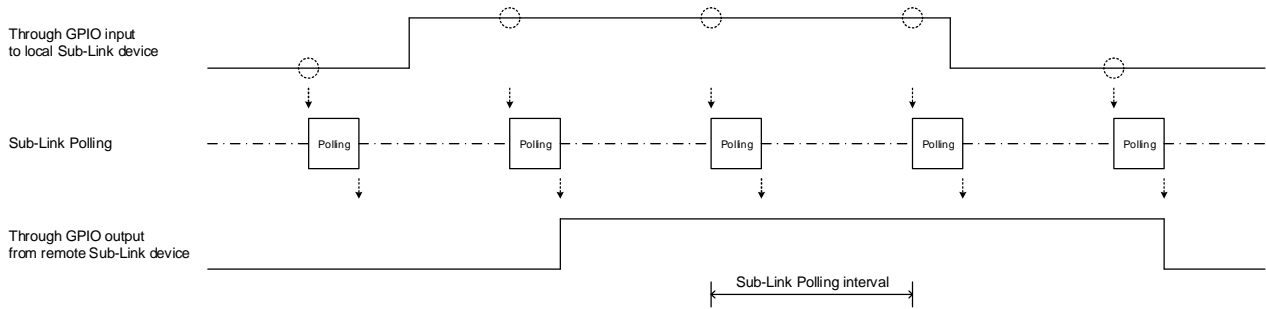 Through GPIO input
to local Sub-Link device
Sub-Link Polling
Polling
Polling
Polling
Polling
Polling
Through GPIO output
from remote Sub-Link device
Sub-Link Polling interval